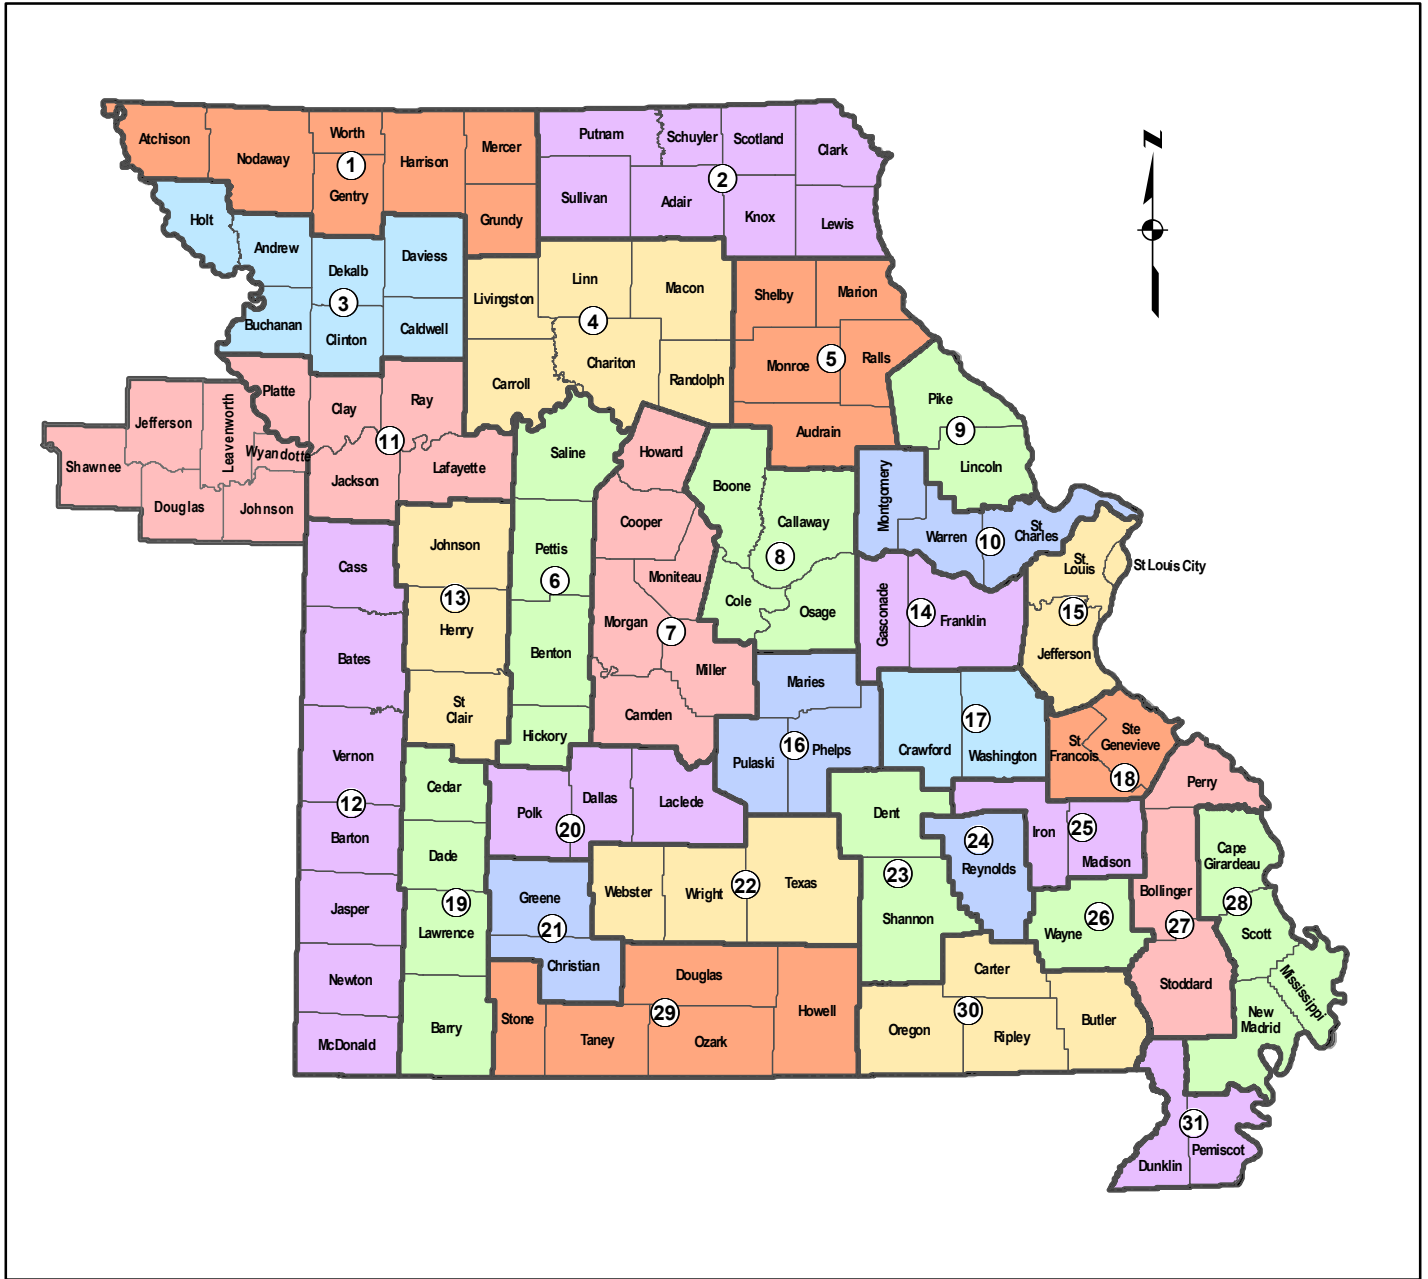 Z
Atchison
Nodaway
Worth
1
Gentry
Harrison
Mercer
Grundy
Putnam
Schuyler
Scotland
Clark
Sullivan
Adair
2
Knox
Lewis
Holt
Andrew
Dekalb
Daviess
3
Buchanan
Clinton
Caldwell
Livingston
Linn
Macon
4
Chariton
Carroll
Randolph
Shelby
Marion
Monroe
5
Ralls
Audrain
Pike
9
Lincoln
Platte
Clay
Ray
11
Jefferson
Leavenworth
Wyandotte
Shawnee
Douglas
Johnson
Jackson
Lafayette
Saline
Pettis
6
Benton
Hickory
Howard
Cooper
Moniteau
Morgan
7
Miller
Camden
Boone
Callaway
8
Cole
Osage
Montgomery
Warren
10
St
Charles
St.
Louis
St Louis City
15
Jefferson
Gasconade
14
Franklin
Cass
Bates
Vernon
12
Barton
Jasper
Newton
McDonald
Johnson
13
Henry
St
Clair
Maries
16
Pulaski
Phelps
17
Crawford
Washington
St
Francois
Ste
Genevieve
18
Perry
Cedar
Dade
19
Lawrence
Barry
Polk
Dallas
Laclede
20
Greene
21
Christian
Webster
Wright
22
Texas
Dent
23
Shannon
24
Reynolds
Iron
25
Madison
26
Wayne
Bollinger
27
Stoddard
Cape
Girardeau
28
Scott
Mississippi
New
Madrid
Stone
Taney
Douglas
29
Ozark
Howell
Carter
30
Oregon
Ripley
Butler
31
Dunklin
Pemiscot